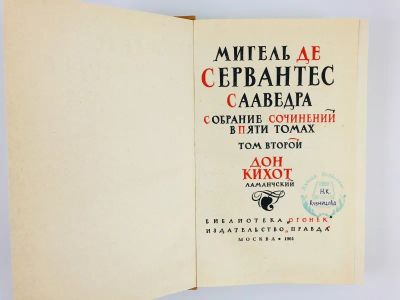 МИГЕЛЬ ДЕ
СЕРВАНТЕС
СААВЕДРА
СОБРАНИЕ СОЧИНЕНИЙ
В ПЯТИ ТОМАХ
ТОМ ВТОРОЙ
ДОН
КИХОТ
ЛАМАНЧСКИЙ
Н.К.
БИБЛИОТЕКА „ОГОНЕК“
ИЗДАТЕЛЬСТВО „ПРАВДА“
МОСКВА • 1961